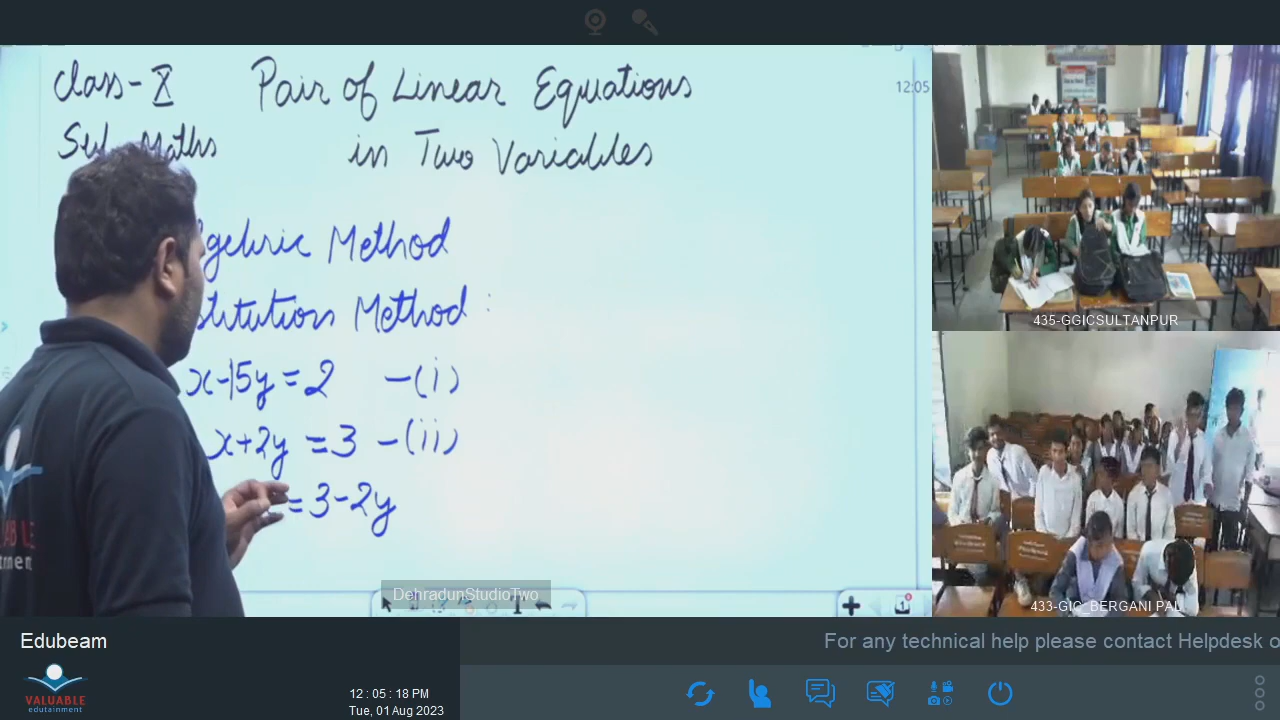 12:05
Class-X Pair of Linear Equations
Maths in Two Variables
Method
Method :
x-15y=2 -(i)
x+2y=3 -(ii)
=3-2y
DehradunStudioTwo
435-GGICSULTANPUR
433-GIC_BERGANI PAL
Edubeam
VALUABLE
edutainment
12 : 05 : 18 PM
Tue, 01 Aug 2023
For any technical help please contact Helpdesk o